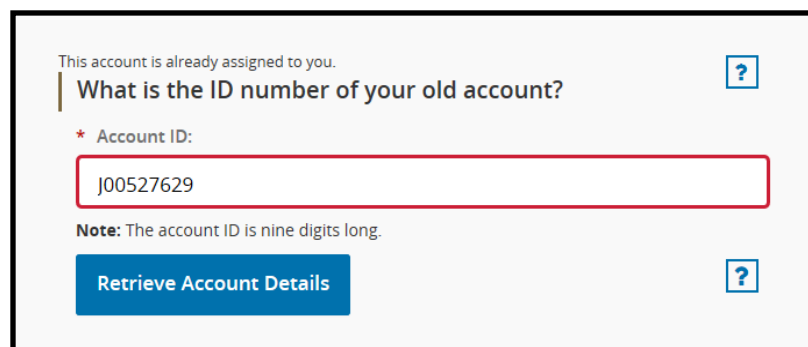 This account is already assigned to you.
?
What is the ID number of your old account?
* Account ID:
J00527629
Note: The account ID is nine digits long.
Retrieve Account Details
?